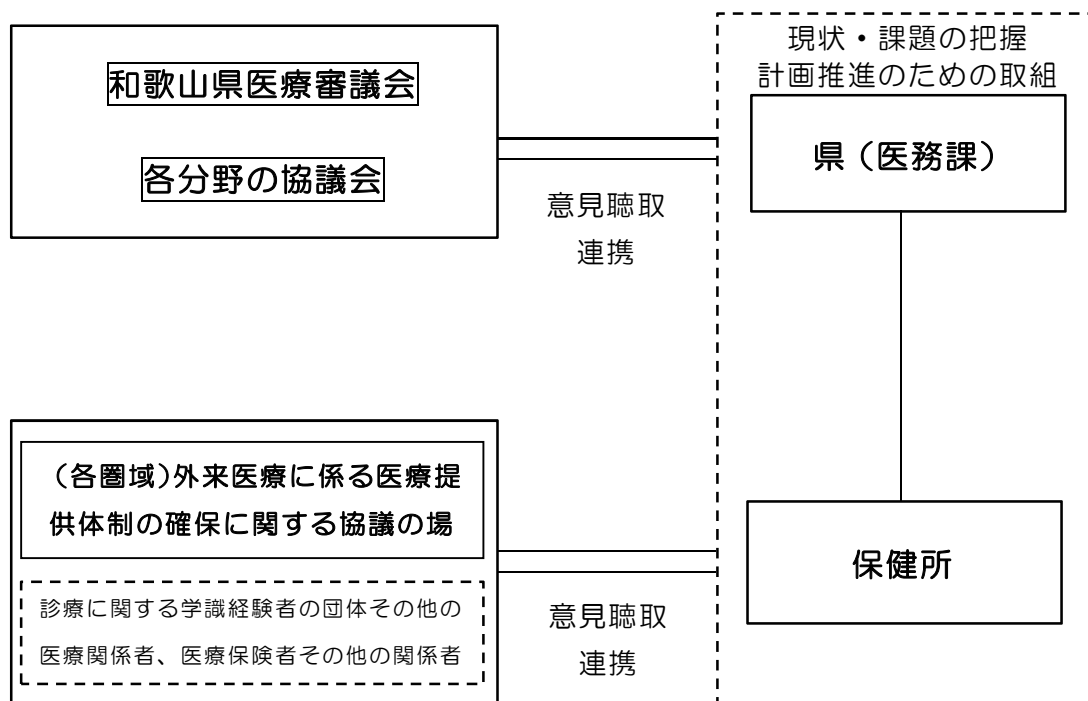 和歌山県医療審議会
各分野の協議会
意見聴取
連携
現状・課題の把握
計画推進のための取組
県（医務課）
（各圏域）外来医療に係る医療提
供体制の確保に関する協議の場
診療に関する学識経験者の団体その他の
医療関係者、医療保険者その他の関係者
意見聴取
連携
保健所